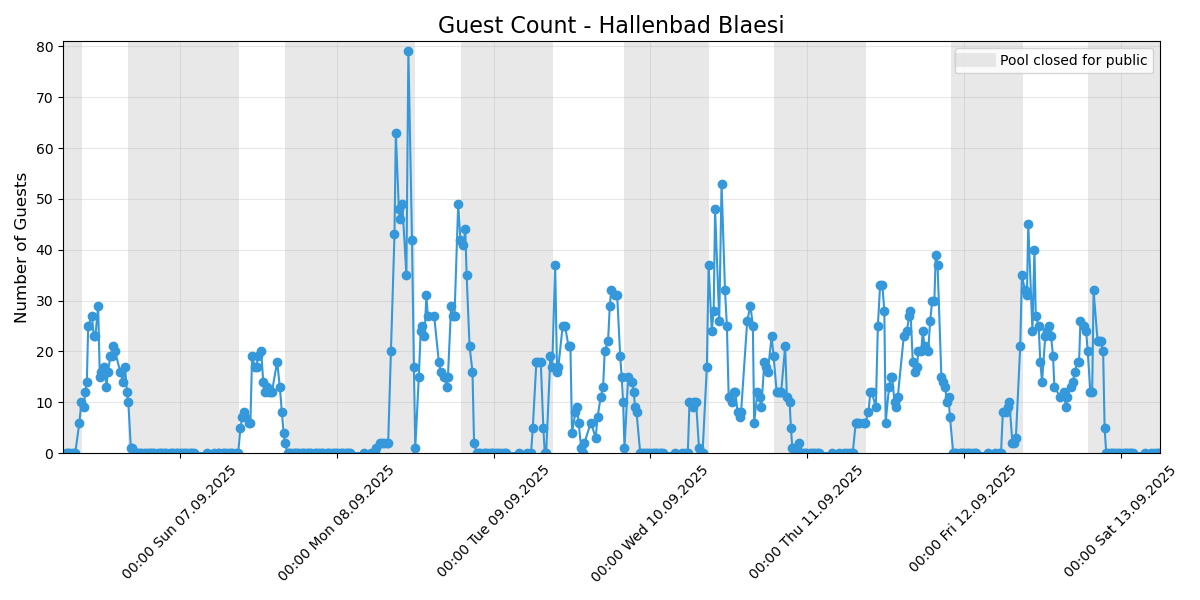 Guest Count - Hallenbad Blaesi
Pool closed for public
Number of Guests
80
70
60
50
40
30
20
10
0
00:00 Sun 07.09.2025
00:00 Mon 08.09.2025
00:00 Tue 09.09.2025
00:00 Wed 10.09.2025
00:00 Thu 11.09.2025
00:00 Fri 12.09.2025
00:00 Sat 13.09.2025